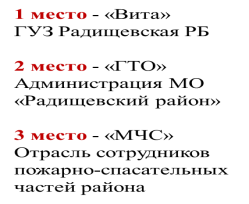 1 место - «Вита»
ГУЗ Радищевская РБ
2 место - «ГТО»
Администрация МО
«Радищевский район»
3 место - «МЧС»
Отрасль сотрудников
пожарно-спасательных
частей района